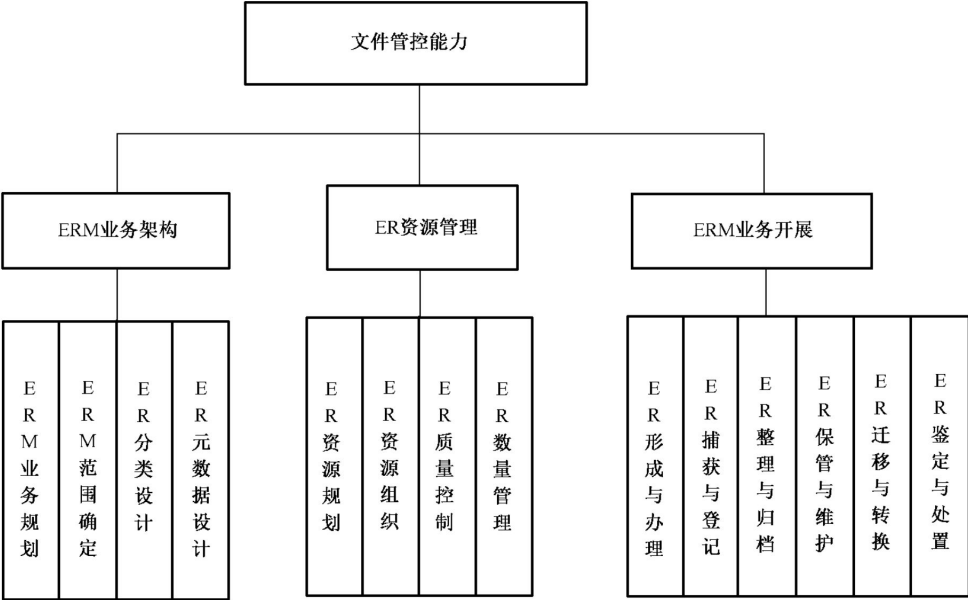 文件管控能力
ERM业务架构
ER资源管理
ERM业务开展
ERM业务规划
ERM范围确定
ER分类设计
ER元数据设计
ER资源规划
ER资源组织
ER质量控制
ER数量管理
ER形成与办理
ER捕获与登记
ER整理与归档
ER保管与维护
ER迁移与转换
ER鉴定与处置